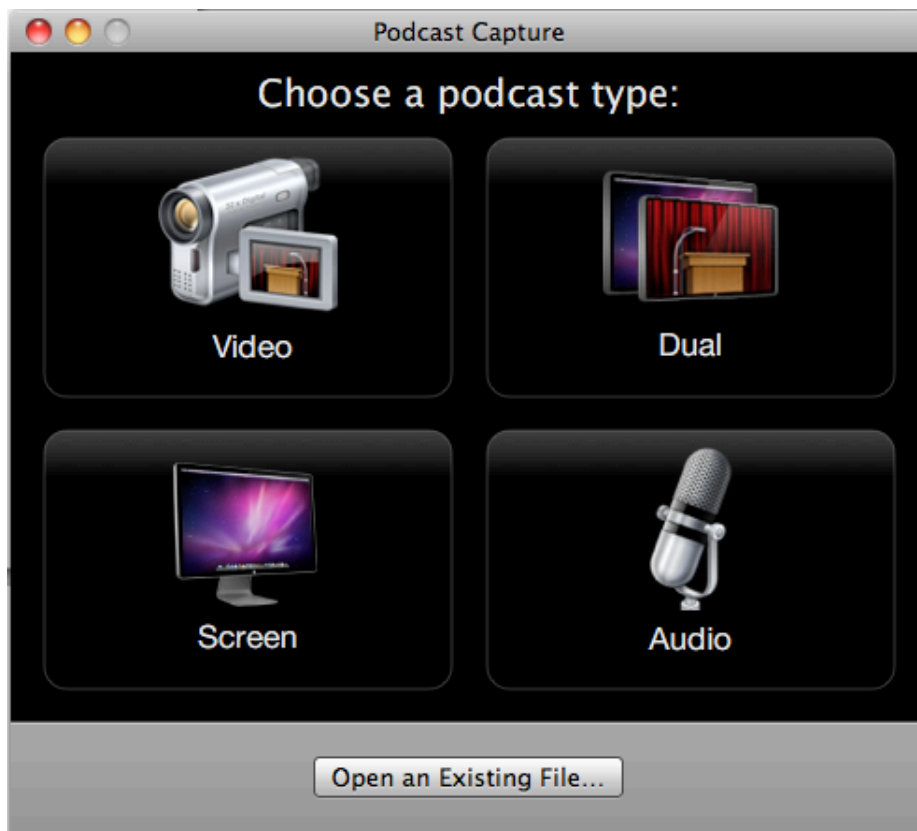 Podcast Capture
Choose a podcast type:
Video
Dual
Screen
Audio
Open an Existing File...